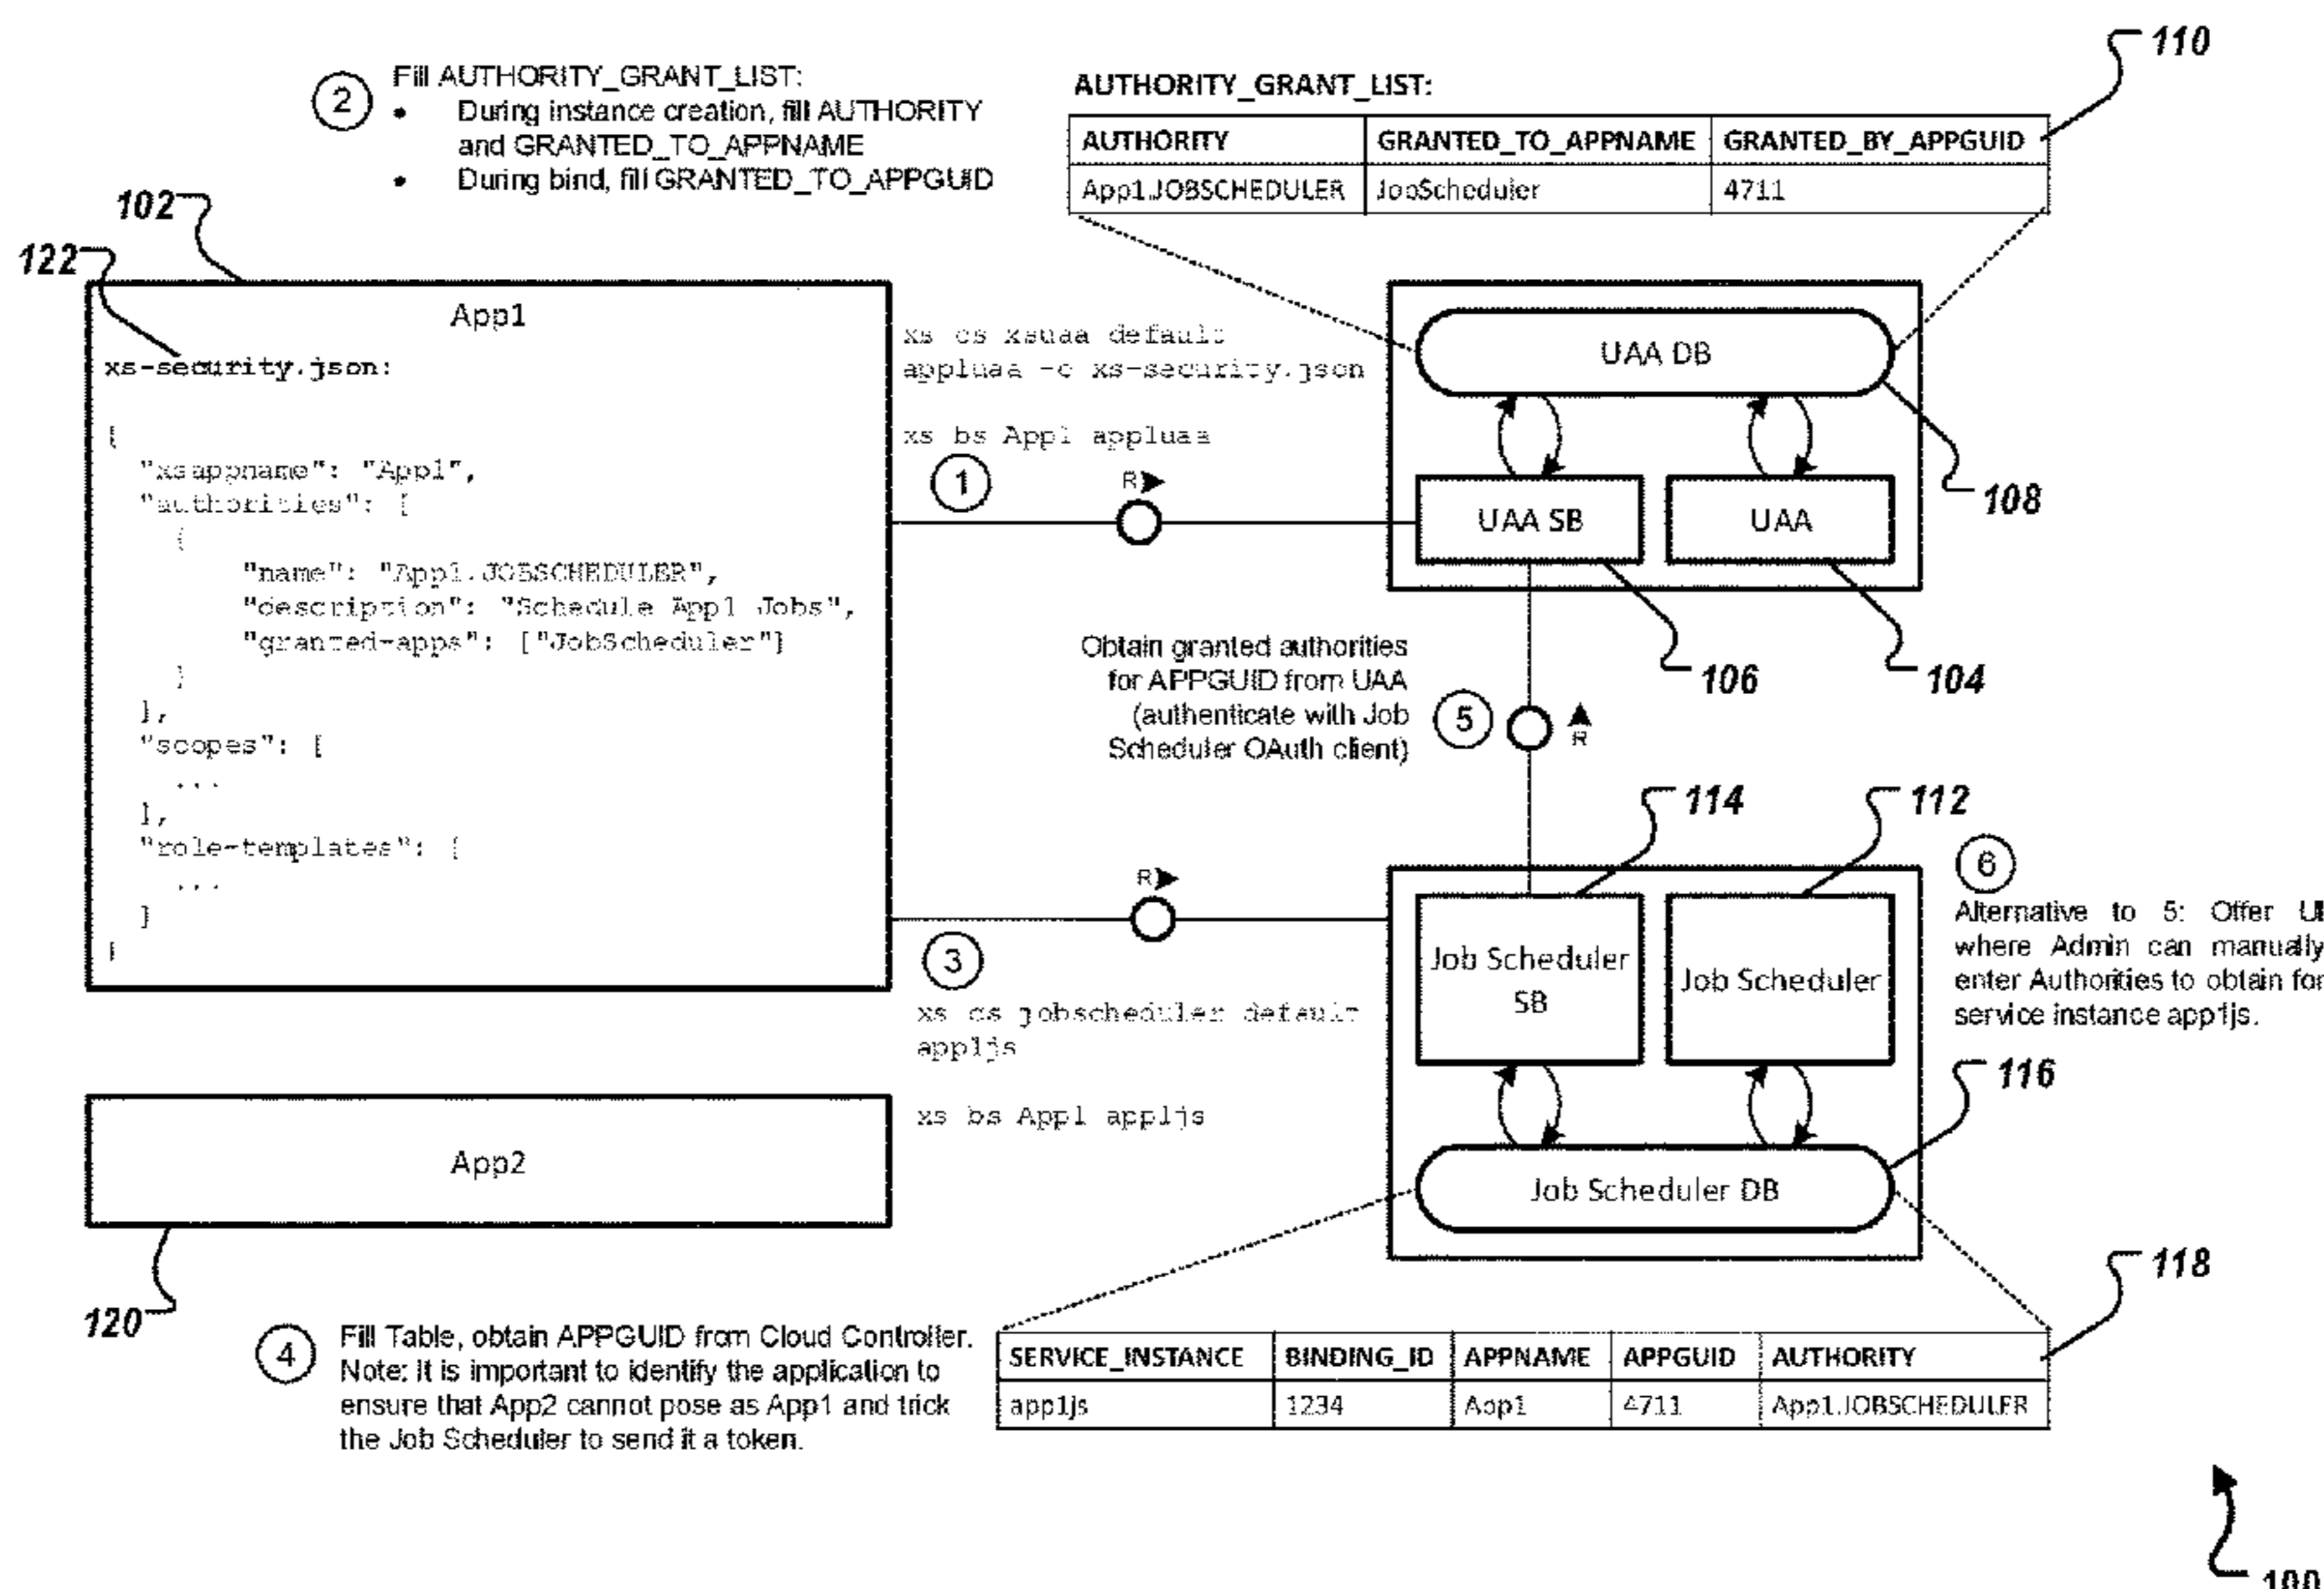 110
2
Fill AUTHORITY_GRANT_LIST:
• During instance creation, fill AUTHORITY
and GRANTED_TO_APPNAME
• During bind, fill GRANTED_TO_APPGUID
AUTHORITY_GRANT_LIST:
AUTHORITY GRANTED_TO_APPNAME GRANTED_BY_APPGUID
App1.JOBSCHEDULER JobScheduler 4711
102
122
App1
xs-security.json:
{
"xsappname": "App1",
"authorities": [
{
"name": "App1.JOBSCHEDULER",
"description": "Schedule App1 Jobs",
"granted-apps": ["JobScheduler"]
}
],
"scopes": [
...
],
"role-templates": [
...
]
}
xs cs xsuaa default
app1uaa -c xs-security.json
xs bs App1 app1uaa
1
R
UAA DB
UAA SB
UAA
108
106
104
Obtain granted authorities
for APPGUID from UAA
(authenticate with Job
Scheduler OAuth client)
5
R
114
112
R
3
xs cs jobscheduler default
app1js
xs bs App1 app1js
Job Scheduler
SB
Job Scheduler
Job Scheduler DB
6
Alternative to 5: Offer UI
where Admin can manually
enter Authorities to obtain for
service instance app1js.
116
App2
120
118
4
Fill Table, obtain APPGUID from Cloud Controller.
Note: It is important to identify the application to
ensure that App2 cannot pose as App1 and trick
the Job Scheduler to send it a token.
SERVICE_INSTANCE BINDING_ID APPNAME APPGUID AUTHORITY
app1js 1234 App1 4711 App1.JOBSCHEDULER
100